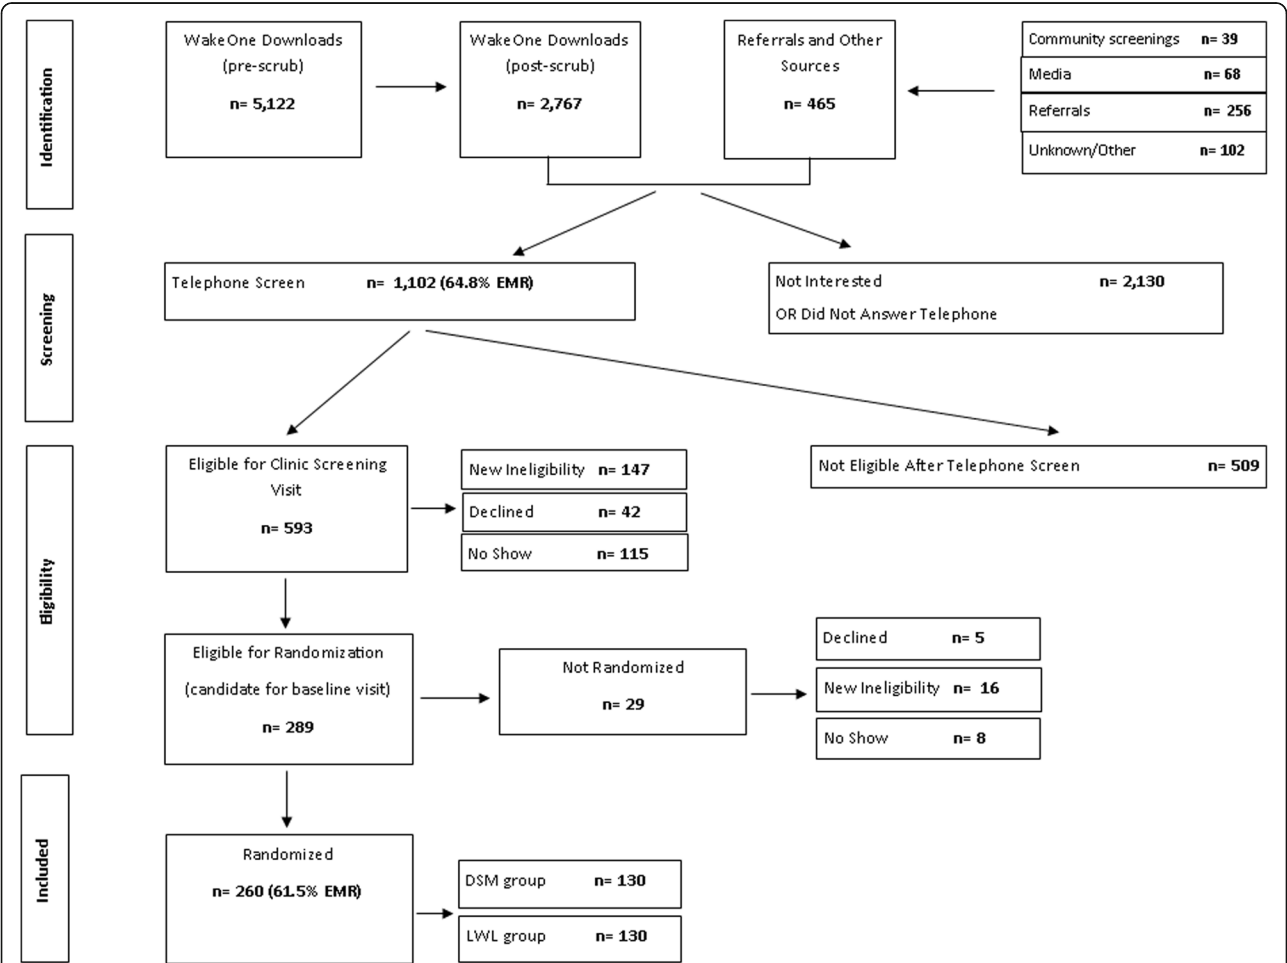 Identification
WakeOne Downloads
(pre-scrub)
n= 5,122
WakeOne Downloads
(post-scrub)
n= 2,767
Referrals and Other
Sources
n= 465
Community screenings n= 39
Media n= 68
Referrals n= 256
Unknown/Other n= 102
Screening
Telephone Screen n= 1,102 (64.8% EMR)
Not Interested n= 2,130
OR Did Not Answer Telephone
Eligibility
Eligible for Clinic Screening
Visit
n= 593
New Ineligibility n= 147
Declined n= 42
No Show n= 115
Not Eligible After Telephone Screen n= 509
Eligible for Randomization
(candidate for baseline visit)
n= 289
Not Randomized
n= 29
Declined n= 5
New Ineligibility n= 16
No Show n= 8
Included
Randomized
n= 260 (61.5% EMR)
DSM group n= 130
LWL group n= 130